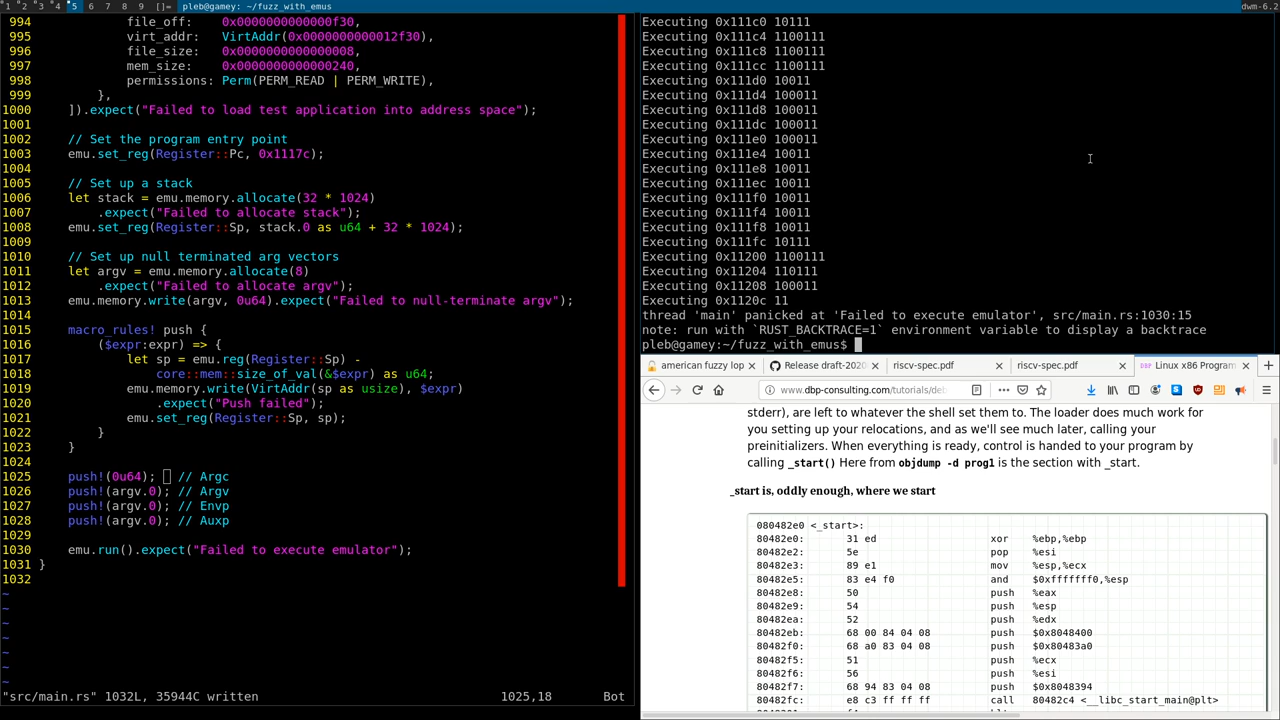 1 2 3 4 5 6 7 8 9 []= pleb@gamey: ~/fuzz_with_emus dwm-6.2
994 file_off: 0x0000000000000f30,
995 virt_addr: VirtAddr(0x0000000000012f30),
996 file_size: 0x0000000000000008,
997 mem_size: 0x0000000000000240,
998 permissions: Perm(PERM_READ | PERM_WRITE),
999 },
1000 ]).expect("Failed to load test application into address space");
1001
1002 // Set the program entry point
1003 emu.set_reg(Register::Pc, 0x1117c);
1004
1005 // Set up a stack
1006 let stack = emu.memory.allocate(32 * 1024)
1007 .expect("Failed to allocate stack");
1008 emu.set_reg(Register::Sp, stack.0 as u64 + 32 * 1024);
1009
1010 // Set up null terminated arg vectors
1011 let argv = emu.memory.allocate(8)
1012 .expect("Failed to allocate argv");
1013 emu.memory.write(argv, 0u64).expect("Failed to null-terminate argv");
1014
1015 macro_rules! push {
1016 ($expr:expr) => {
1017 let sp = emu.reg(Register::Sp) -
1018 core::mem::size_of_val(&$expr) as u64;
1019 emu.memory.write(VirtAddr(sp as usize), $expr)
1020 .expect("Push failed");
1021 emu.set_reg(Register::Sp, sp);
1022 }
1023 }
1024
1025 push!(0u64); // Argc
1026 push!(argv.0); // Argv
1027 push!(argv.0); // Envp
1028 push!(argv.0); // Auxp
1029
1030 emu.run().expect("Failed to execute emulator");
1031 }
1032
~
~
~
~
~
~
~
"src/main.rs" 1032L, 35944C written 1025,18 Bot
Executing 0x111c0 10111
Executing 0x111c4 1100111
Executing 0x111c8 1100111
Executing 0x111cc 1100111
Executing 0x111d0 10011
Executing 0x111d4 100011
Executing 0x111d8 100011
Executing 0x111dc 100011
Executing 0x111e0 100011
Executing 0x111e4 10011
Executing 0x111e8 10011
Executing 0x111ec 10011
Executing 0x111f0 10011
Executing 0x111f4 10011
Executing 0x111f8 10011
Executing 0x111fc 10111
Executing 0x11200 1100111
Executing 0x11204 110111
Executing 0x11208 100011
Executing 0x1120c 11
thread 'main' panicked at 'Failed to execute emulator', src/main.rs:1030:15
note: run with `RUST_BACKTRACE=1` environment variable to display a backtrace
pleb@gamey:~/fuzz_with_emus$
american fuzzy lop Release draft-2020 riscv-spec.pdf riscv-spec.pdf Linux x86 Program
www.dbp-consulting.com/tutorials/de
stderr), are left to whatever the shell set them to. The loader does much work for
you setting up your relocations, and as we'll see much later, calling your
preinitializers. When everything is ready, control is handed to your program by
calling _start() Here from objdump -d prog1 is the section with _start.
_start is, oddly enough, where we start
080482e0 <_start>:
80482e0: 31 ed xor %ebp,%ebp
80482e2: 5e pop %esi
80482e3: 89 e1 mov %esp,%ecx
80482e5: 83 e4 f0 and $0xfffffff0,%esp
80482e8: 50 push %eax
80482e9: 54 push %esp
80482ea: 52 push %edx
80482eb: 68 00 84 04 08 push $0x8048400
80482f0: 68 a0 83 04 08 push $0x80483a0
80482f5: 51 push %ecx
80482f6: 56 push %esi
80482f7: 68 94 83 04 08 push $0x8048394
80482fc: e8 c3 ff ff ff call 80482c4 <__libc_start_main@plt>